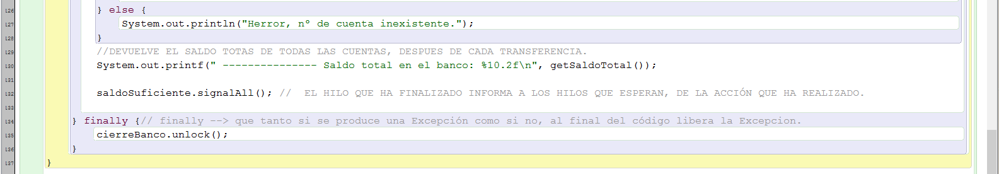 126 } else {
127 System.out.println("Herror, nº de cuenta inexistente.");
128 }
129 //DEVUELVE EL SALDO TOTAS DE TODAS LAS CUENTAS, DESPUES DE CADA TRANSFERENCIA.
130 System.out.printf(" --------------- Saldo total en el banco: %10.2f\n", getSaldoTotal());
131
132 saldoSuficiente.signalAll(); //  EL HILO QUE HA FINALIZADO INFORMA A LOS HILOS QUE ESPERAN, DE LA ACCIÓN QUE HA REALIZADO.
133
134 } finally {// finally --> que tanto si se produce una Excepción como si no, al final del código libera la Excepcion.
135 cierreBanco.unlock();
136 }
137 }